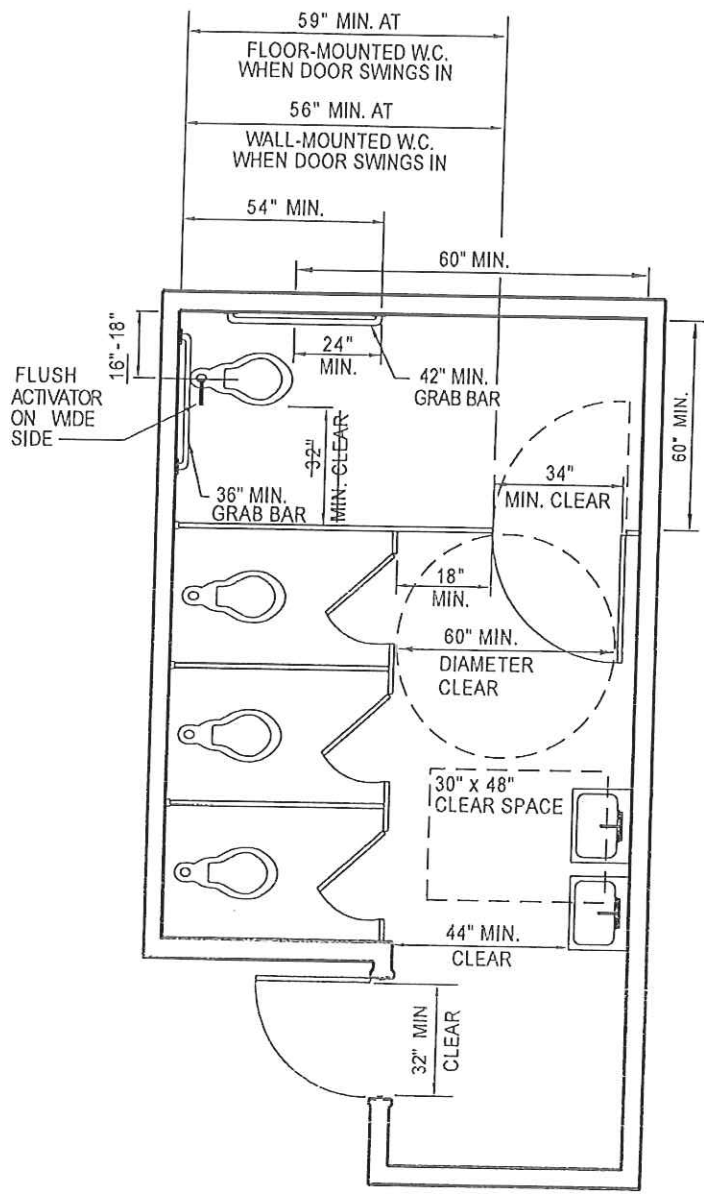 59" MIN. AT
FLOOR-MOUNTED W.C.
WHEN DOOR SWINGS IN
56" MIN. AT
WALL-MOUNTED W.C.
WHEN DOOR SWINGS IN
54" MIN.
60" MIN.
16"-18"
24"
MIN.
42" MIN.
GRAB BAR
FLUSH
ACTIVATOR
ON WIDE
SIDE
32"
MIN. CLEAR
36" MIN.
GRAB BAR
34"
MIN. CLEAR
60" MIN.
18"
MIN.
60" MIN.
DIAMETER
CLEAR
30" x 48"
CLEAR SPACE
44" MIN.
CLEAR
32" MIN
CLEAR